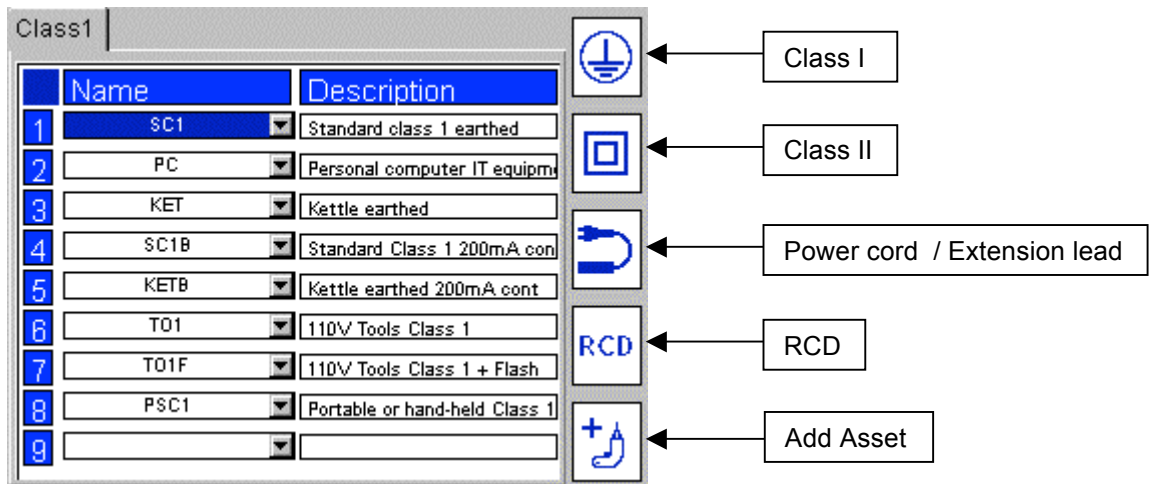 Class1
Name Description
1 SC1 Standard class 1 earthed
2 PC Personal computer IT equipm
3 KET Kettle earthed
4 SC1B Standard Class 1 200mA con
5 KETB Kettle earthed 200mA cont
6 TO1 110V Tools Class 1
7 TO1F 110V Tools Class 1 + Flash
8 PSC1 Portable or hand-held Class 1
9
Class I
Class II
Power cord / Extension lead
RCD RCD
Add Asset